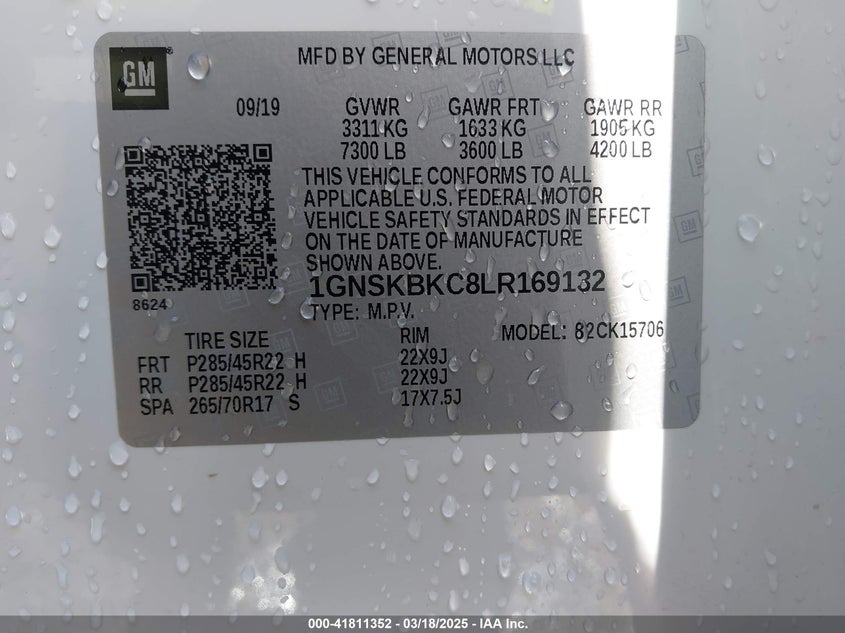 GM
MFD BY GENERAL MOTORS LLC
09/19 GVWR GAWR FRT GAWR RR
3311 KG 1633 KG 1905 KG
7300 LB 3600 LB 4200 LB
THIS VEHICLE CONFORMS TO ALL
APPLICABLE U.S. FEDERAL MOTOR
VEHICLE SAFETY STANDARDS IN EFFECT
ON THE DATE OF MANUFACTURE
SHOWN ABOVE.
8624
1GNSKBKC8LR169132
TYPE: M.P.V.
TIRE SIZE RIM MODEL: 82CK15706
FRT P285/45R22 H 22X9J
RR P285/45R22 H 22X9J
SPA 265/70R17 S 17X7.5J
000-41811352 / 03/18/2025 - IAA Inc.